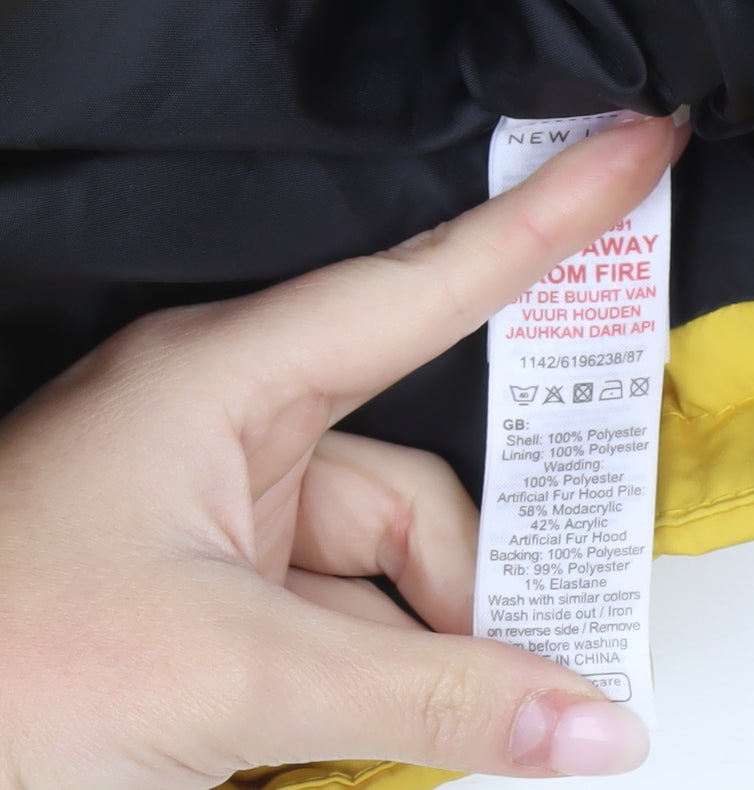 NEW
AWAY
FIRE
DE BUURT VAN
VUUR HOUDEN
JAUHKAN DARI API
1142/6196238/87
40
GB:
Shell: 100% Polyester
Lining: 100% Polyester
Wadding:
100% Polyester
Artificial Fur Hood Pile:
58% Modacrylic
42% Acrylic
Artificial Fur Hood
Backing: 100% Polyester
Rib: 99% Polyester
1% Elastane
Wash with similar colors
Wash inside out / Iron
on reverse side / Remove
before washing
IN CHINA
care